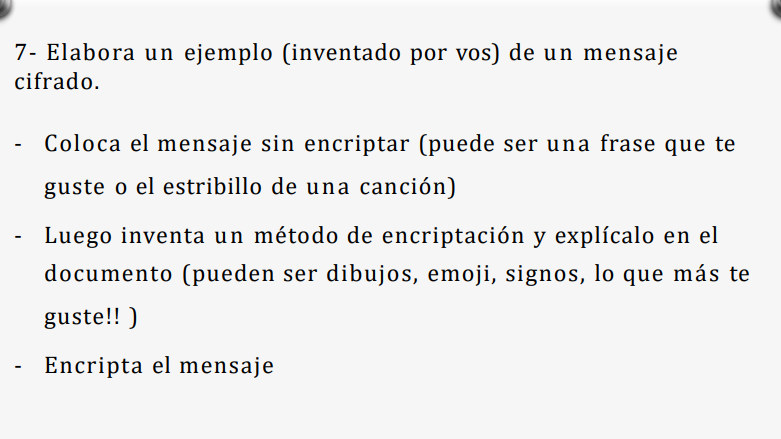 7- Elabora un ejemplo (inventado por vos) de un mensaje
cifrado.
- Coloca el mensaje sin encriptar (puede ser una frase que te
guste o el estribillo de una canción)
- Luego inventa un método de encriptación y explícalo en el
documento (pueden ser dibujos, emoji, signos, lo que más te
guste!! )
- Encripta el mensaje